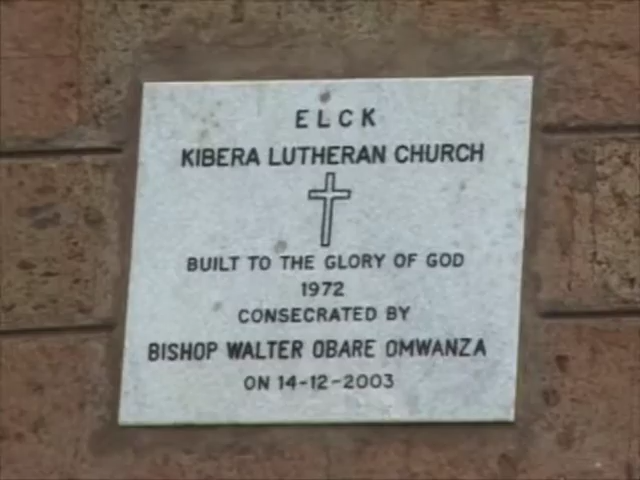 ELCK
KIBERA LUTHERAN CHURCH
BUILT TO THE GLORY OF GOD
1972
CONSECRATED BY
BISHOP WALTER OBARE OMWANZA
ON 14-12-2003